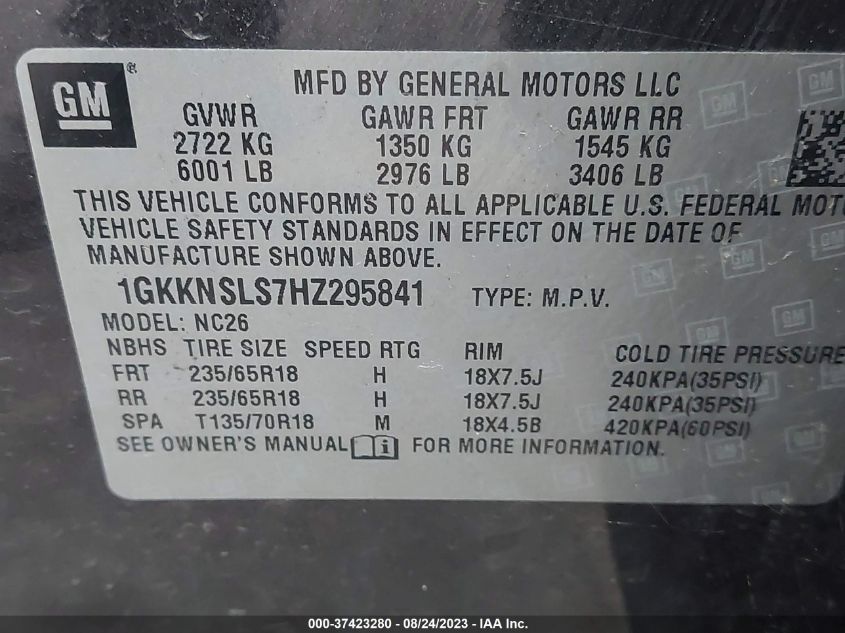 GM ®
MFD BY GENERAL MOTORS LLC
GVWR GAWR FRT GAWR RR
2722 KG 1350 KG 1545 KG
6001 LB 2976 LB 3406 LB
THIS VEHICLE CONFORMS TO ALL APPLICABLE U.S. FEDERAL MOT
VEHICLE SAFETY STANDARDS IN EFFECT ON THE DATE OF
MANUFACTURE SHOWN ABOVE.
1GKKNSLS7HZ295841 TYPE: M.P.V.
MODEL: NC26
NBHS TIRE SIZE SPEED RTG RIM COLD TIRE PRESSURE
FRT 235/65R18 H 18X7.5J 240KPA(35PSI)
RR 235/65R18 H 18X7.5J 240KPA(35PSI)
SPA T135/70R18 M 18X4.5B 420KPA(60PSI)
SEE OWNER'S MANUAL i FOR MORE INFORMATION.
000-37423280 - 08/24/2023 - IAA Inc.